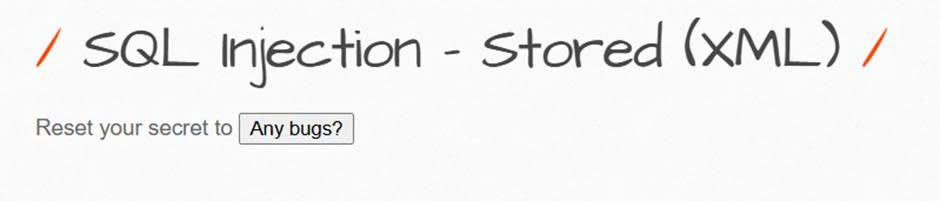 / SQL Injection - Stored (XML) /
Reset your secret to Any bugs?